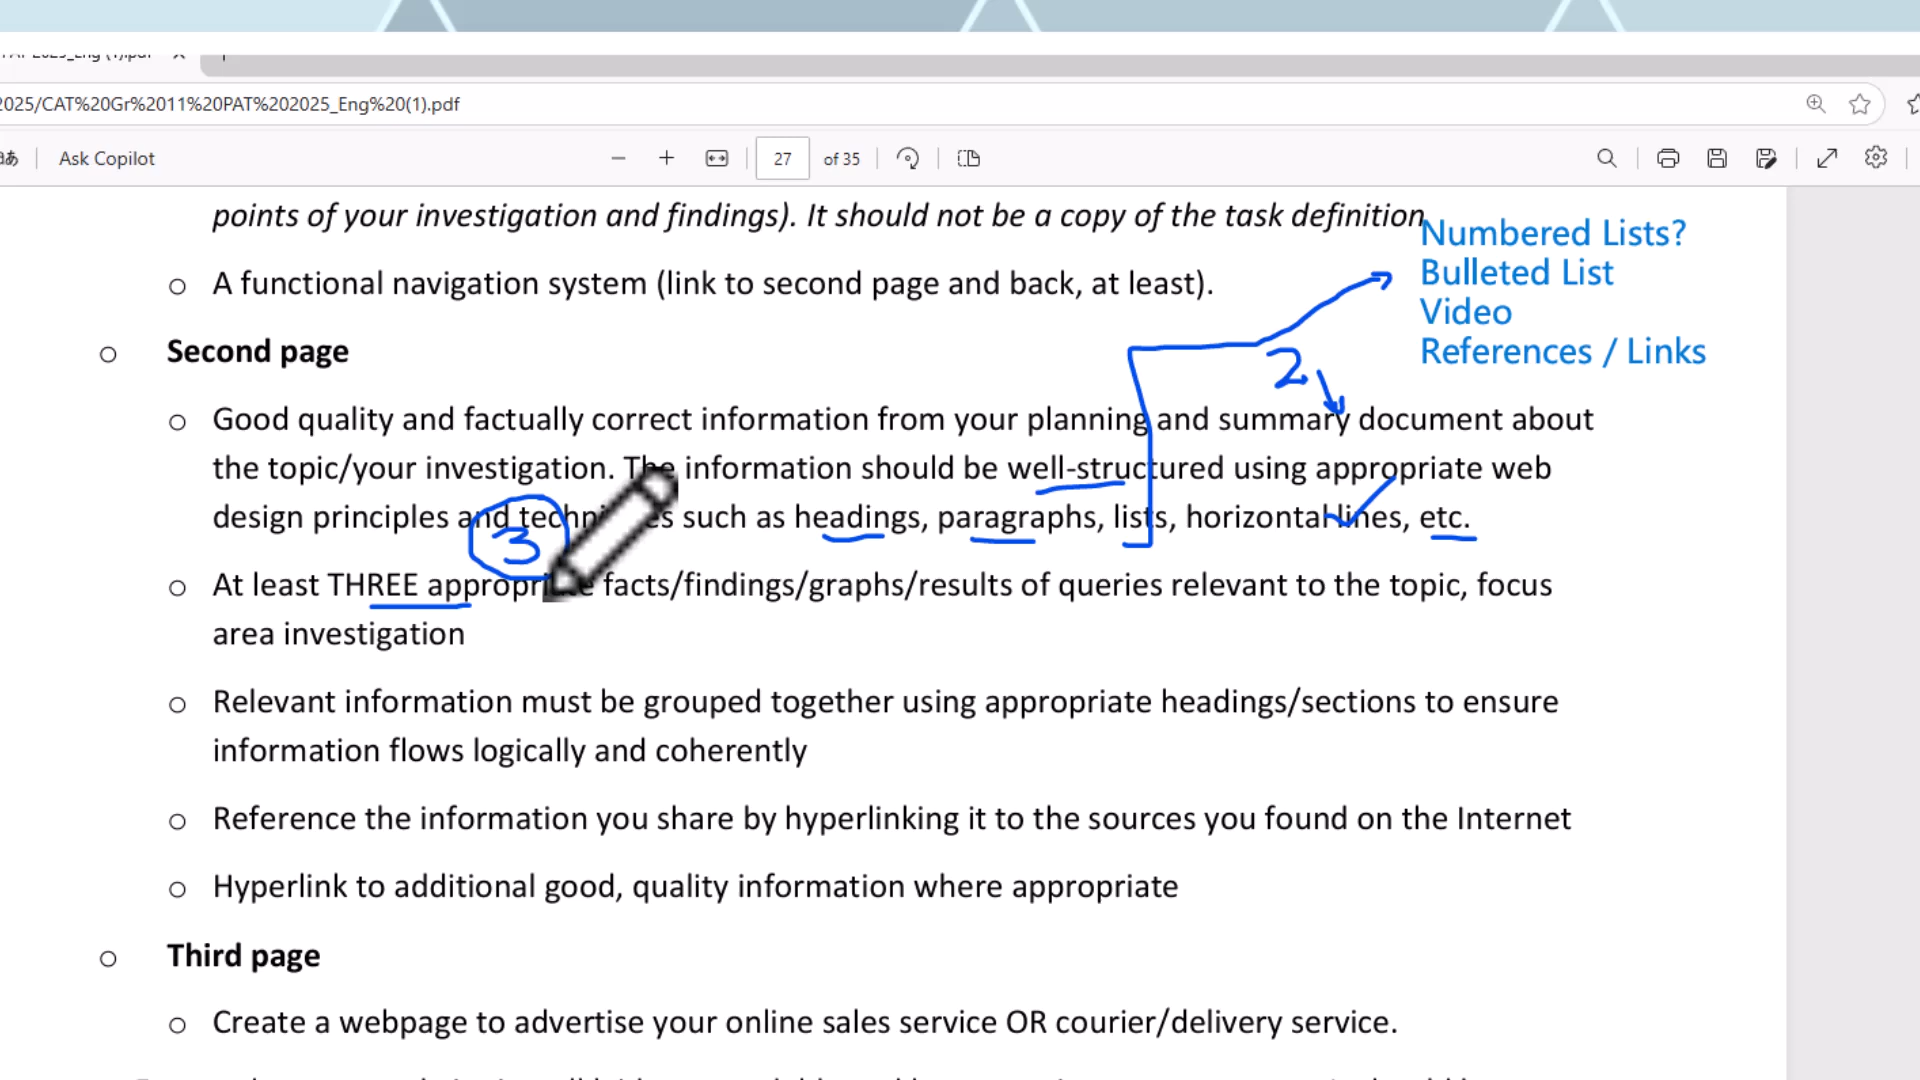 2025/CAT%20Gr%2011%20PAT%202025_Eng%20(1).pdf
Ask Copilot
27 of 35
points of your investigation and findings). It should not be a copy of the task definition
Numbered Lists?
Bulleted List
Video
References / Links
o A functional navigation system (link to second page and back, at least).
o Second page
2.
o Good quality and factually correct information from your planning and summary document about
the topic/your investigation. The information should be well-structured using appropriate web
design principles and techniques such as headings, paragraphs, lists, horizontal lines, etc.
3
o At least THREE appropriate facts/findings/graphs/results of queries relevant to the topic, focus
area investigation
o Relevant information must be grouped together using appropriate headings/sections to ensure
information flows logically and coherently
o Reference the information you share by hyperlinking it to the sources you found on the Internet
o Hyperlink to additional good, quality information where appropriate
o Third page
o Create a webpage to advertise your online sales service OR courier/delivery service.